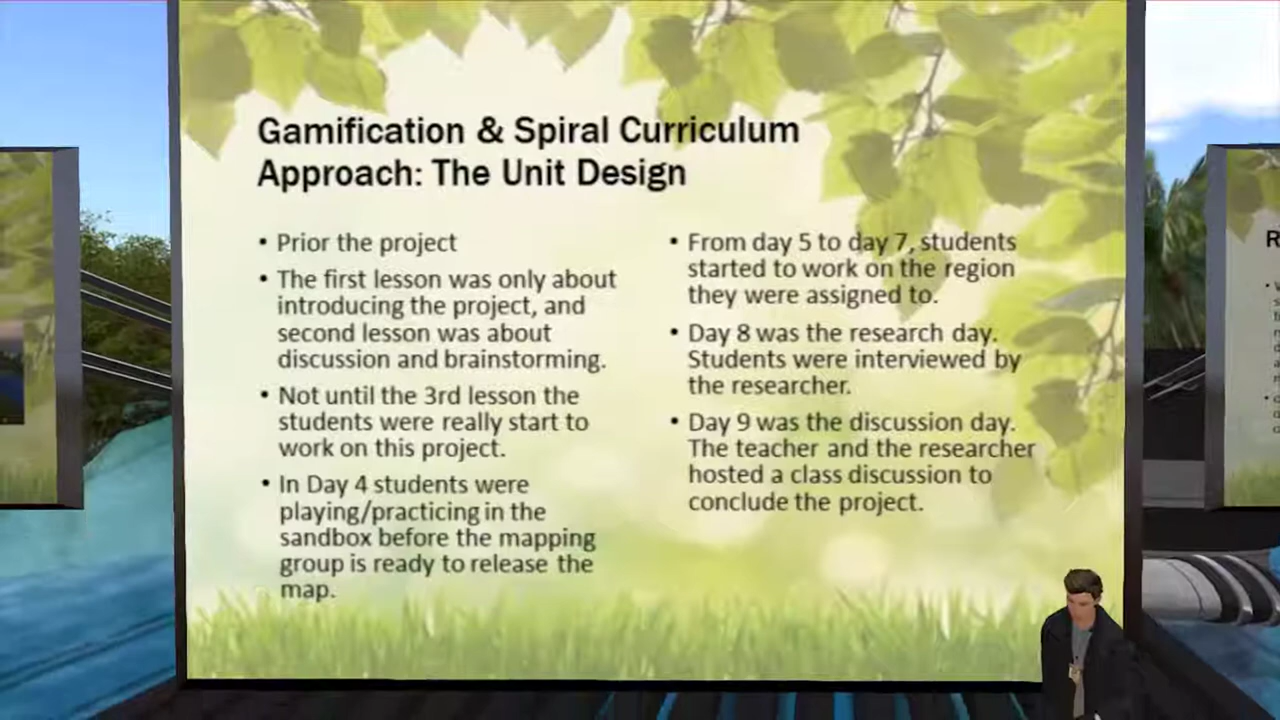 Gamification & Spiral Curriculum
Approach: The Unit Design
• Prior the project
• The first lesson was only about
introducing the project, and
second lesson was about
discussion and brainstorming.
• Not until the 3rd lesson the
students were really start to
work on this project.
• In Day 4 students were
playing/practicing in the
sandbox before the mapping
group is ready to release the
map.
• From day 5 to day 7, students
started to work on the region
they were assigned to.
• Day 8 was the research day.
Students were interviewed by
the researcher.
• Day 9 was the discussion day.
The teacher and the researcher
hosted a class discussion to
conclude the project.